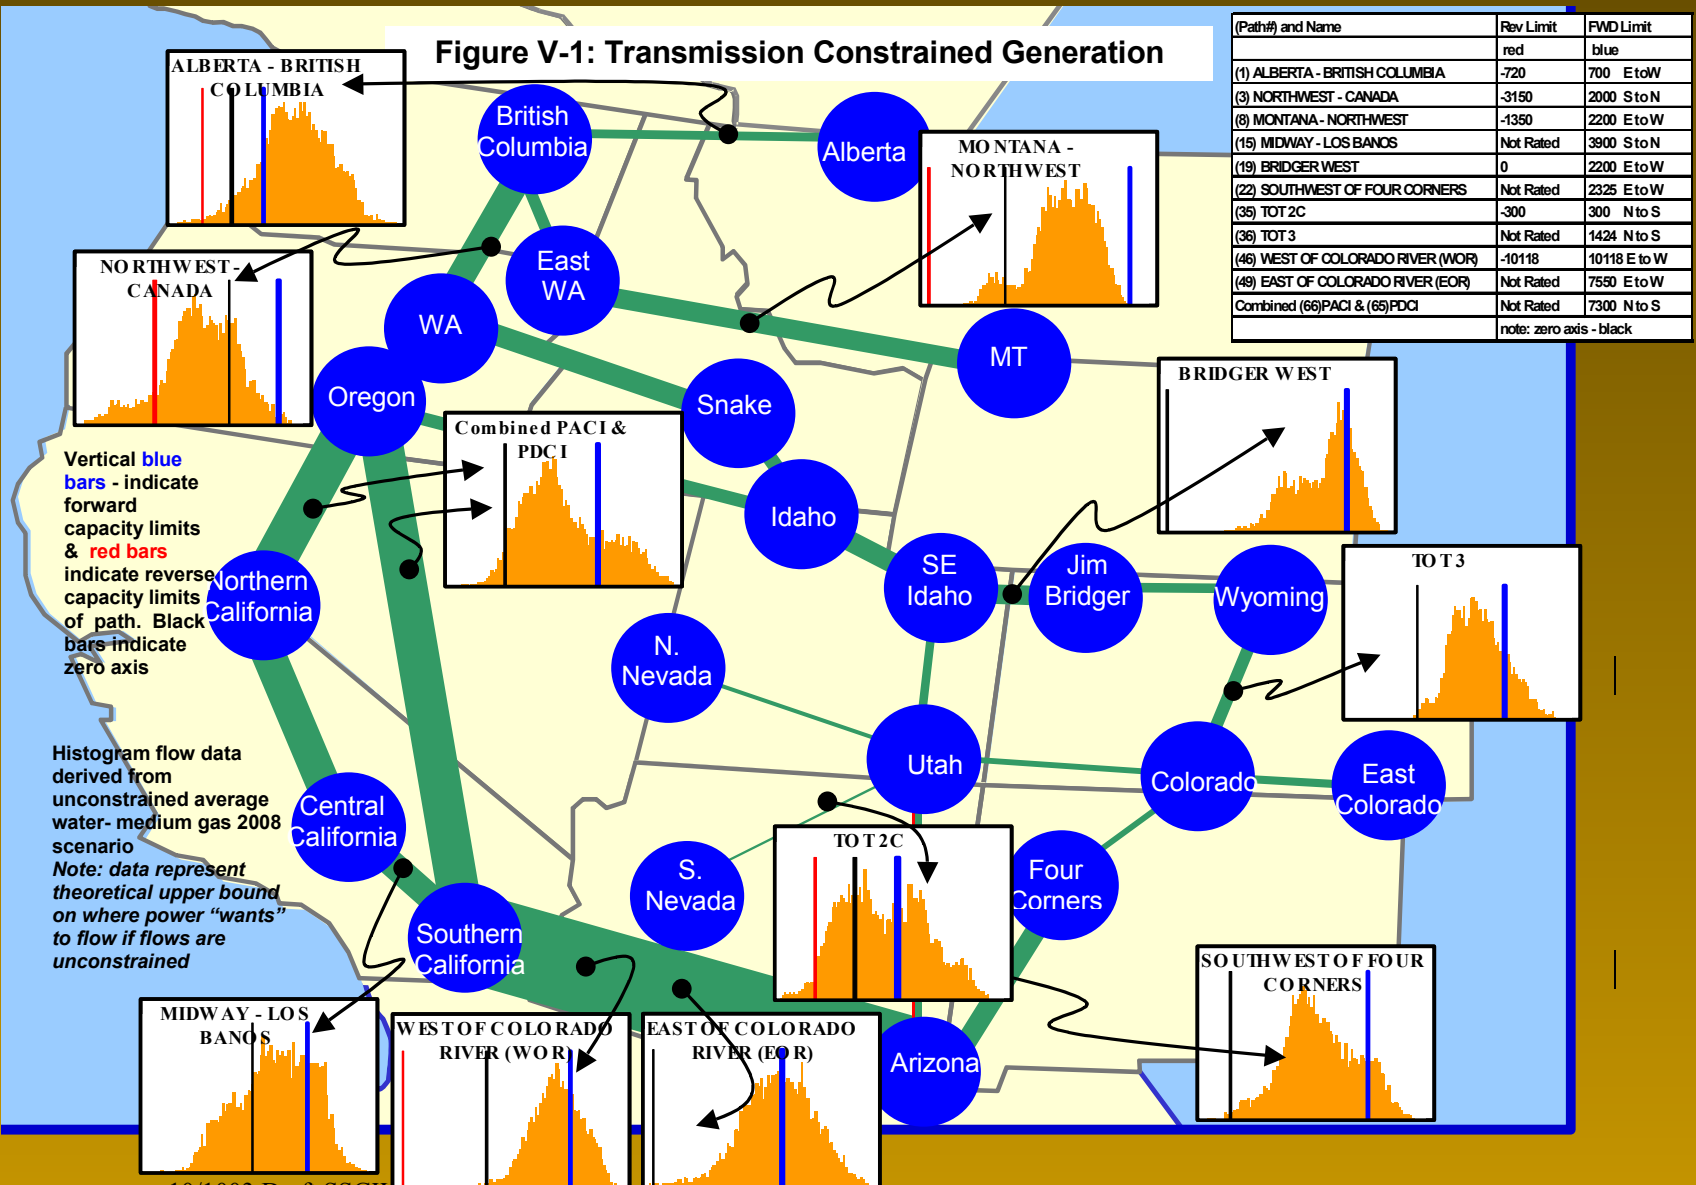 Figure V-1: Transmission Constrained Generation
(Path#) and Name Rev Limit FWD Limit
red blue
(1) ALBERTA - BRITISH COLUMBIA -720 700 E to W
(3) NORTHWEST - CANADA -3150 2000 S to N
(8) MONTANA - NORTHWEST -1350 2200 E to W
(15) MIDWAY - LOS BANOS Not Rated 3900 S to N
(19) BRIDGER WEST 0 2200 E to W
(22) SOUTHWEST OF FOUR CORNERS Not Rated 2325 E to W
(35) TOT 2C -300 300 N to S
(36) TOT 3 Not Rated 1424 N to S
(46) WEST OF COLORADO RIVER (WOR) -10118 10118 E to W
(49) EAST OF COLORADO RIVER (EOR) Not Rated 7550 E to W
Combined (66)PACI & (65)PDCI Not Rated 7300 N to S
note: zero axis - black
ALBERTA - BRITISH
COLUMBIA
British
Columbia
Alberta
MONTANA -
NORTHWEST
NORTHWEST -
CANADA
East
WA
WA
MT
Oregon
Snake
BRIDGER WEST
Combined PACI &
PDCI
Vertical blue
bars - indicate
forward
capacity limits
& red bars
indicate reverse
capacity limits
of path. Black
bars indicate
zero axis
Idaho
Northern
California
SE
Idaho
Jim
Bridger
Wyoming
TOT 3
N.
Nevada
Utah
Colorado
East
Colorado
Histogram flow data
derived from
unconstrained average
water- medium gas 2008
scenario
Note: data represent
theoretical upper bound
on where power “wants”
to flow if flows are
unconstrained
Central
California
TOT 2C
S.
Nevada
Four
Corners
Southern
California
SOUTHWEST OF FOUR
CORNERS
MIDWAY - LOS
BANOS
WEST OF COLORADO
RIVER (WOR)
EAST OF COLORADO
RIVER (EOR)
Arizona